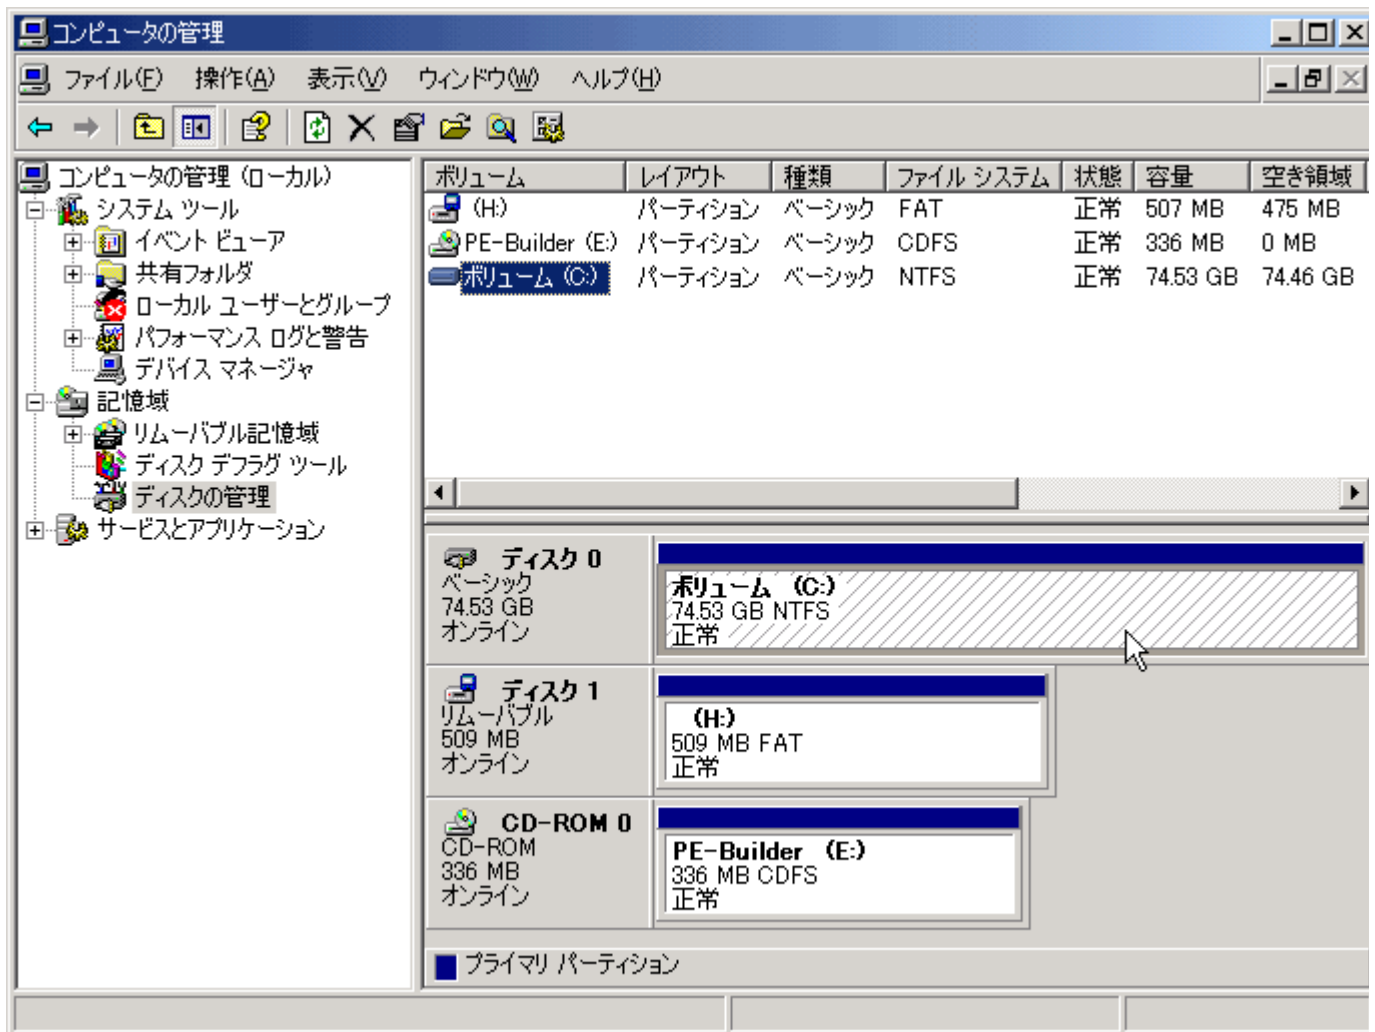 コンピュータの管理
ファイル(F) 操作(A) 表示(V) ウィンドウ(W) ヘルプ(H)
コンピュータの管理 (ローカル)
システム ツール
イベント ビューア
共有フォルダ
ローカル ユーザーとグループ
パフォーマンス ログと警告
デバイス マネージャ
記憶域
リムーバブル記憶域
ディスク デフラグ ツール
ディスクの管理
サービスとアプリケーション
ボリューム レイアウト 種類 ファイル システム 状態 容量 空き領域
(H:) パーティション ベーシック FAT 正常 507 MB 475 MB
PE-Builder (E:) パーティション ベーシック CDFS 正常 336 MB 0 MB
ボリューム (C:) パーティション ベーシック NTFS 正常 74.53 GB 74.46 GB
ディスク 0
ベーシック
74.53 GB
オンライン
ボリューム (C:)
74.53 GB NTFS
正常
ディスク 1
リムーバブル
509 MB
オンライン
(H:)
509 MB FAT
正常
CD-ROM 0
CD-ROM
336 MB
オンライン
PE-Builder (E:)
336 MB CDFS
正常
プライマリ パーティション